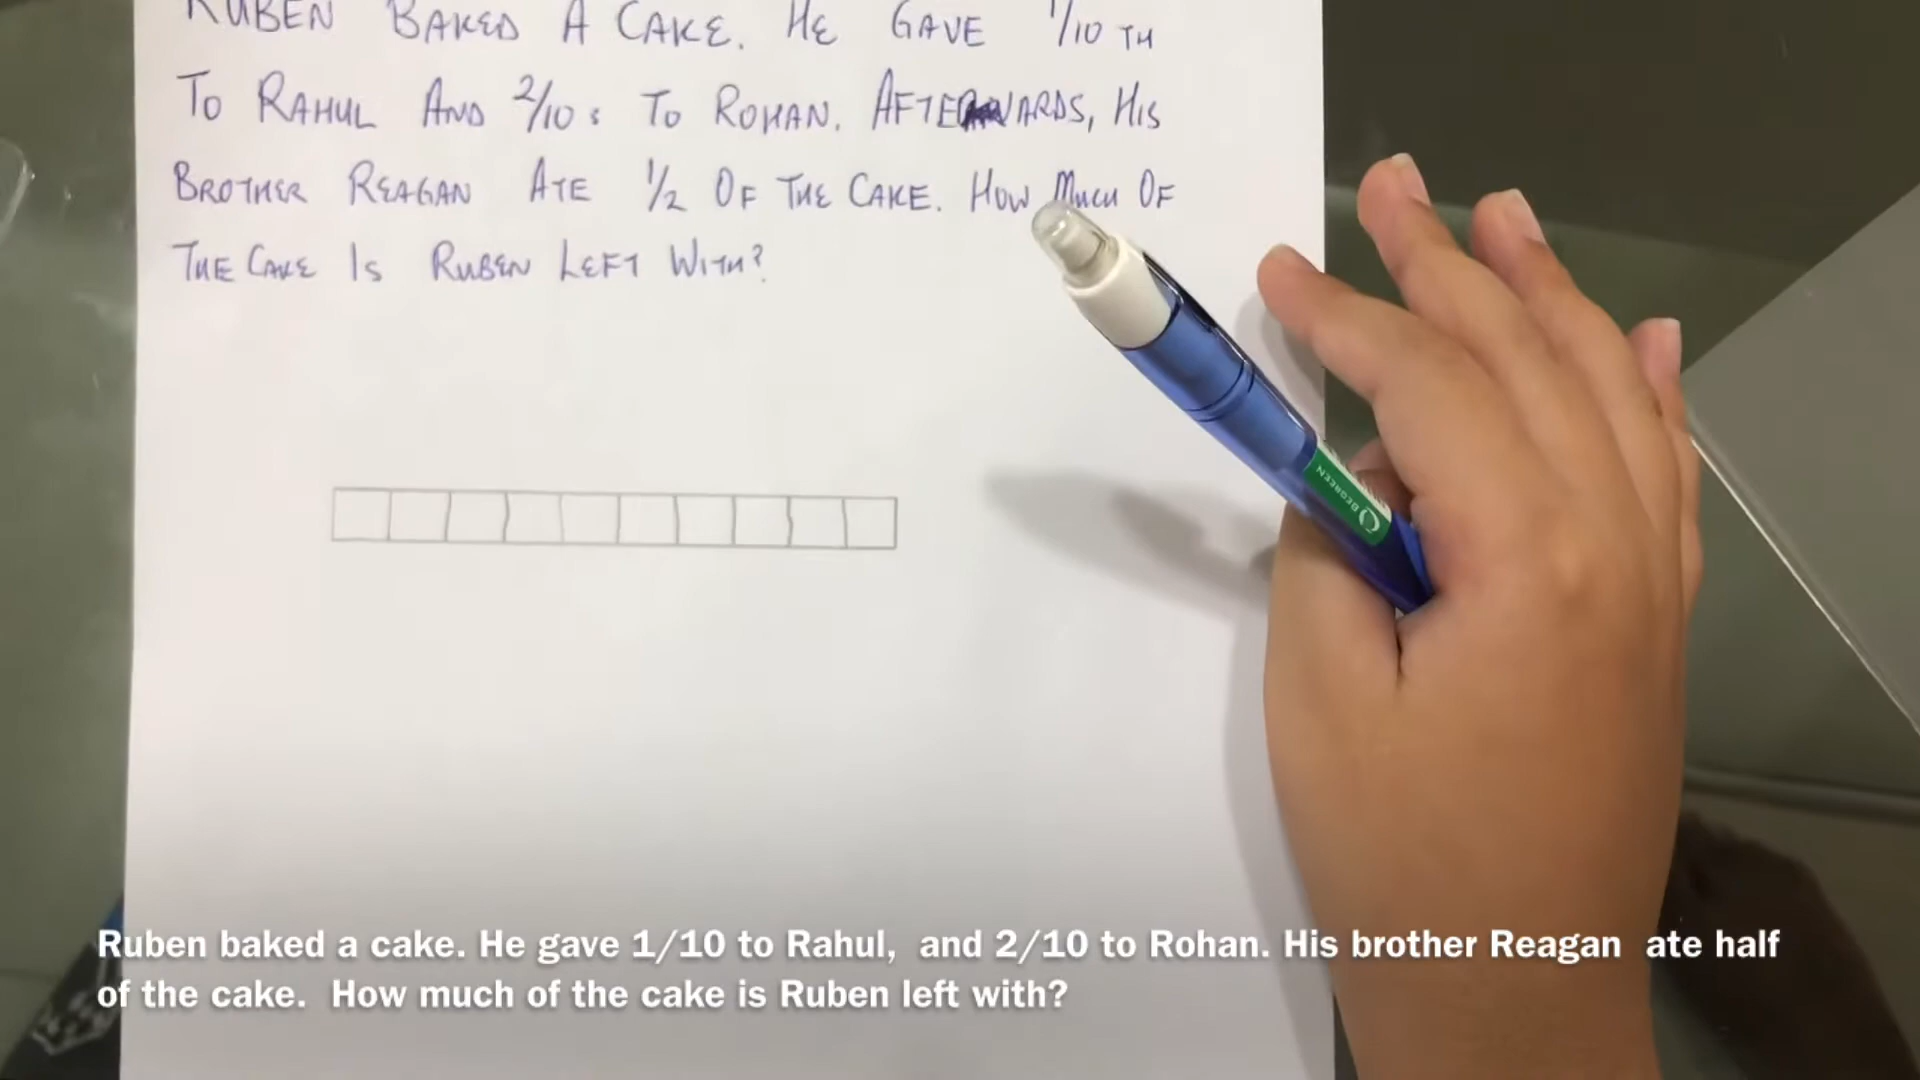 RUBEN BAKED A CAKE. HE GAVE 1/10 TH
TO RAHUL AND 2/10s TO ROHAN. AFTERWARDS, HIS
BROTHER REAGAN ATE 1/2 OF THE CAKE. HOW MUCH OF
THE CAKE IS RUBEN LEFT WITH?
BEGREEN
Ruben baked a cake. He gave 1/10 to Rahul, and 2/10 to Rohan. His brother Reagan ate half
of the cake. How much of the cake is Ruben left with?